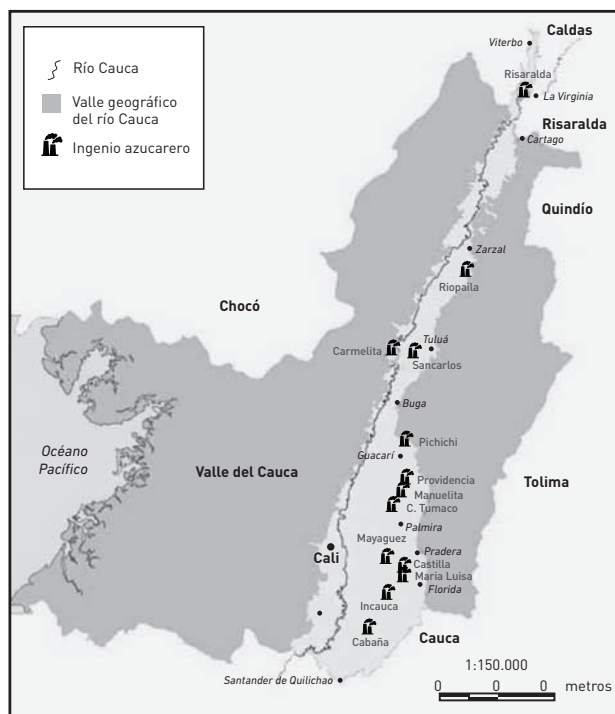 Río Cauca
Valle geográfico
del río Cauca
Ingenio azucarero
Caldas
Viterbo
Risaralda
La Virginia
Risaralda
Cartago
Quindío
Zarzal
Riopaila
Chocó
Carmelita
Tuluá
Sancarlos
Buga
Pichichi
Océano
Pacífico
Guacarí
Valle del Cauca
Providencia
Manuelita
C. Tumaco
Tolima
Palmira
Mayaguez
Cali
Pradera
Castilla
Maria Luisa
Florida
Incauca
Cabaña
Cauca
Santander de Quilichao
1:150.000
0 0 0 metros